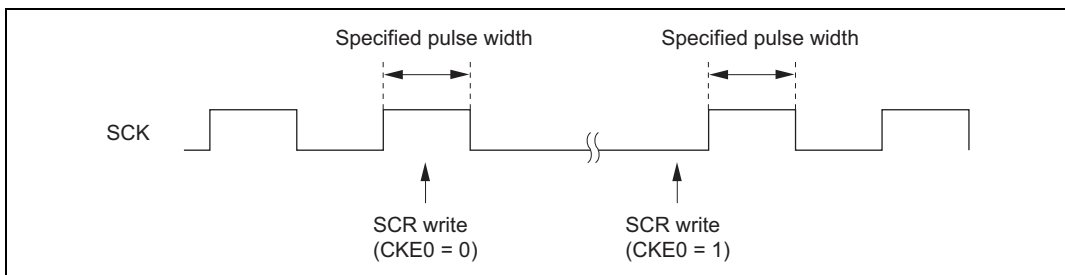 Specified pulse width
Specified pulse width
SCK
SCR write
(CKE0 = 0)
SCR write
(CKE0 = 1)